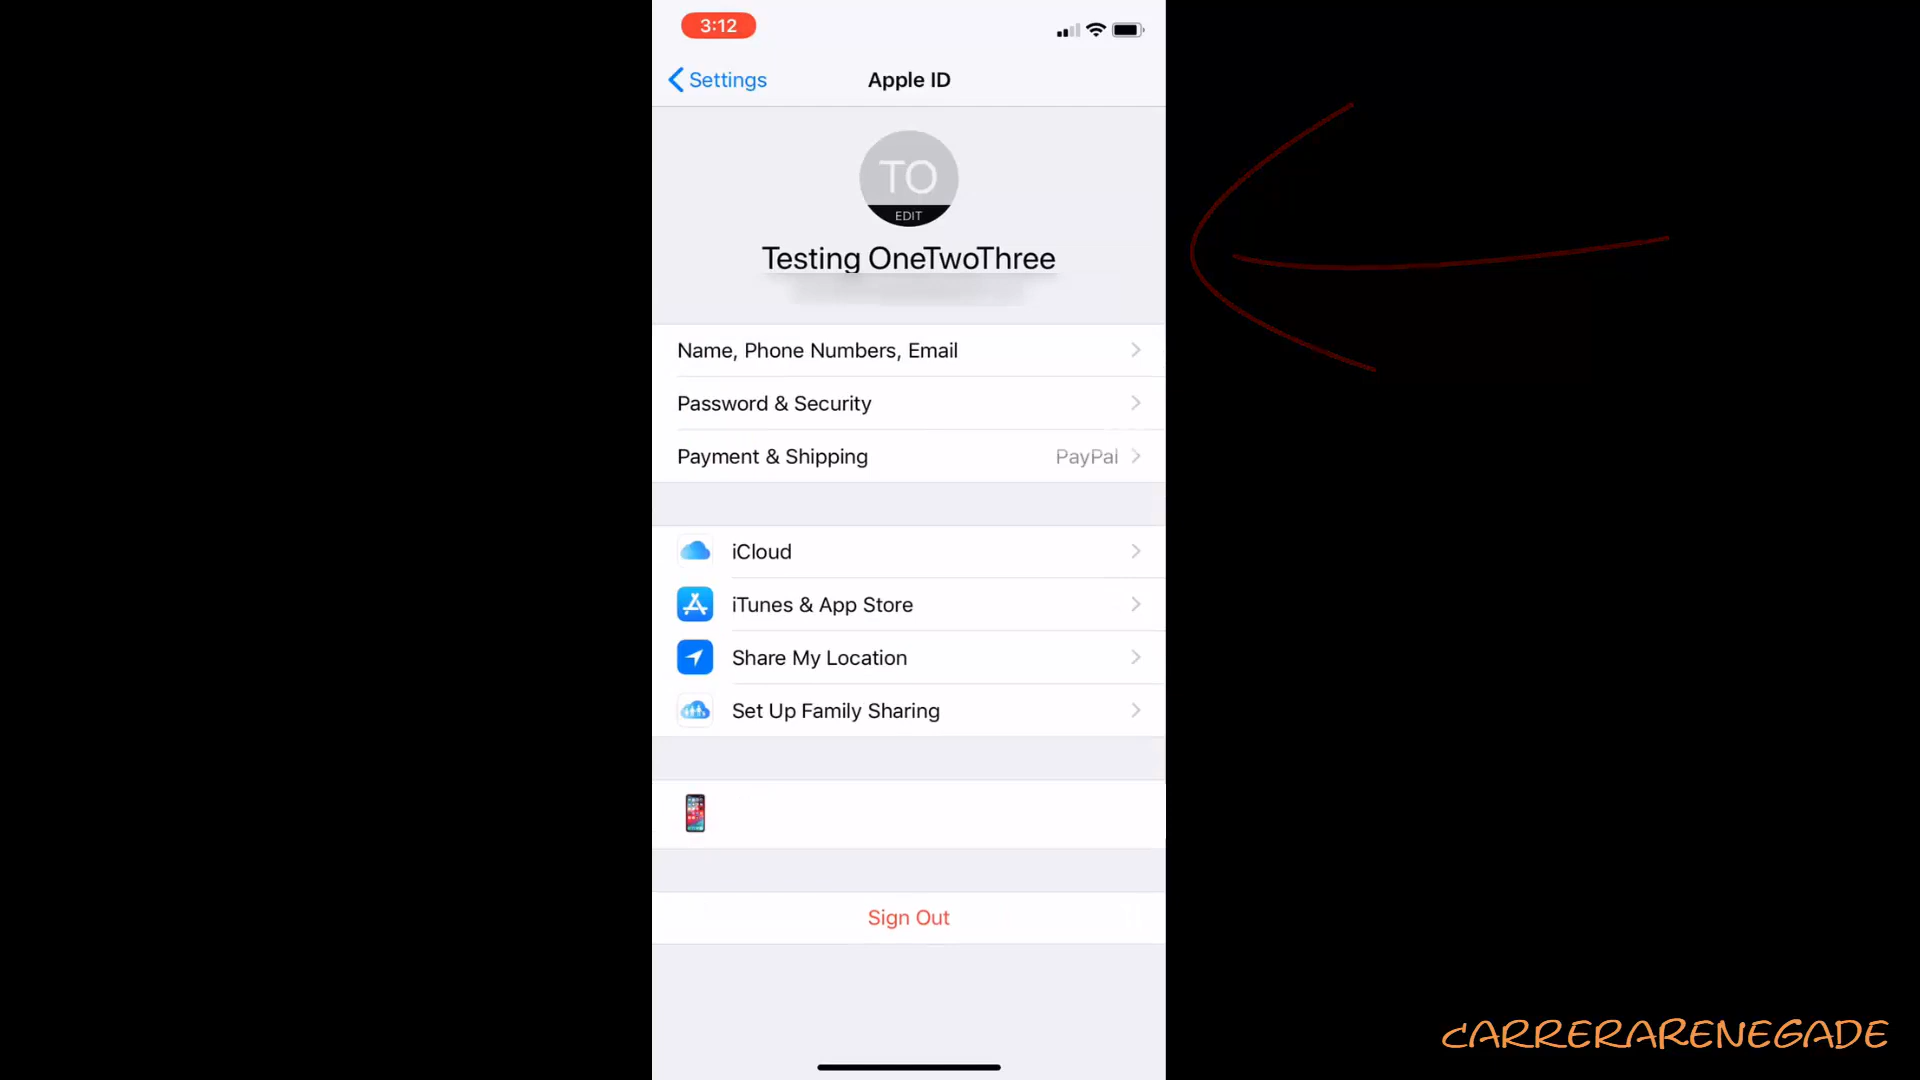 3:12
Settings
Apple ID
TO
EDIT
Testing OneTwoThree
Name, Phone Numbers, Email
Password & Security
Payment & Shipping PayPal
iCloud
iTunes & App Store
Share My Location
Set Up Family Sharing
Sign Out
CARRERARENEGADE